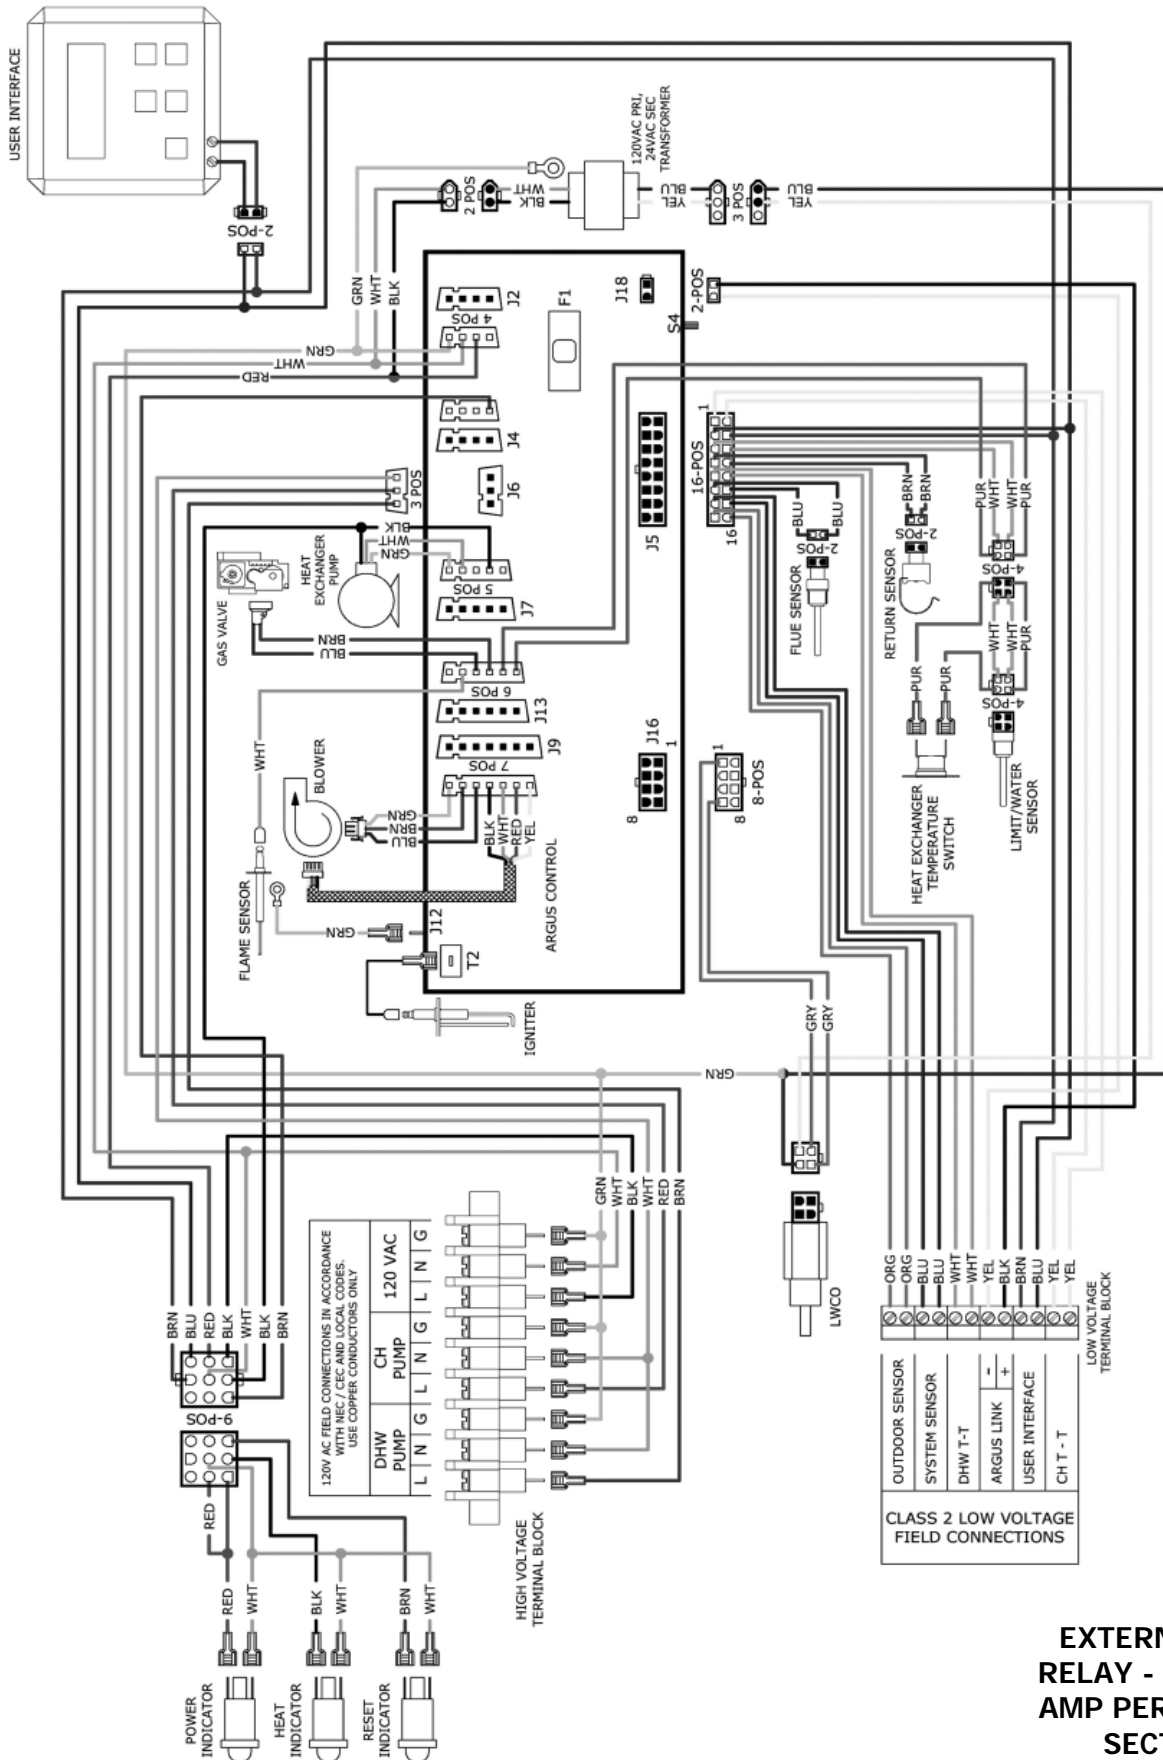 USER INTERFACE
2-POS
120VAC PRI,
24VAC SEC
TRANSFORMER
2 POS
WHT
BLK
BLU
YEL
3 POS
BLU
YEL
GRN
WHT
BLK
GRN
WHT
RED
J2
4 POS
F1
J18
2-POS
S4
J4
3 POS
J6
J5
16-POS
1
16
BLK
WHT
GRN
5 POS
J7
GAS VALVE
HEAT
EXCHANGER
PUMP
BRN
BLU
6 POS
J13
J9
7 POS
J16
1
8
1
8
8-POS
WHT
BLOWER
GRN
BRN
BLU
BLK
WHT
RED
YEL
ARGUS CONTROL
FLAME SENSOR
GRN
J12
T2
IGNITER
BLU
BLU
2-POS
FLUE SENSOR
BRN
BRN
2-POS
RETURN SENSOR
PUR
WHT
WHT
PUR
4-POS
WHT
WHT
PUR
4-POS
PUR
PUR
HEAT EXCHANGER
TEMPERATURE
SWITCH
LIMIT/WATER
SENSOR
GRY
GRY
GRN
LWCO
BRN
BLU
RED
BLK
WHT
BLK
BRN
9-POS
RED
RED
WHT
BLK
WHT
BRN
WHT
POWER
INDICATOR
HEAT
INDICATOR
RESET
INDICATOR
GRN
WHT
BLK
WHT
RED
BRN
120V AC FIELD CONNECTIONS IN ACCORDANCE
WITH NEC / CEC AND LOCAL CODES.
USE COPPER CONDUCTORS ONLY
DHW
PUMP
CH
PUMP
120 VAC
L N G L N G L N G
HIGH VOLTAGE
TERMINAL BLOCK
ORG
ORG
BLU
BLU
WHT
WHT
YEL
BLK
BRN
BLU
YEL
YEL
LOW VOLTAGE
TERMINAL BLOCK
OUTDOOR SENSOR
SYSTEM SENSOR
DHW T-T
ARGUS LINK - +
USER INTERFACE
CH T - T
CLASS 2 LOW VOLTAGE
FIELD CONNECTIONS
EXTERN
RELAY -
AMP PER
SECT